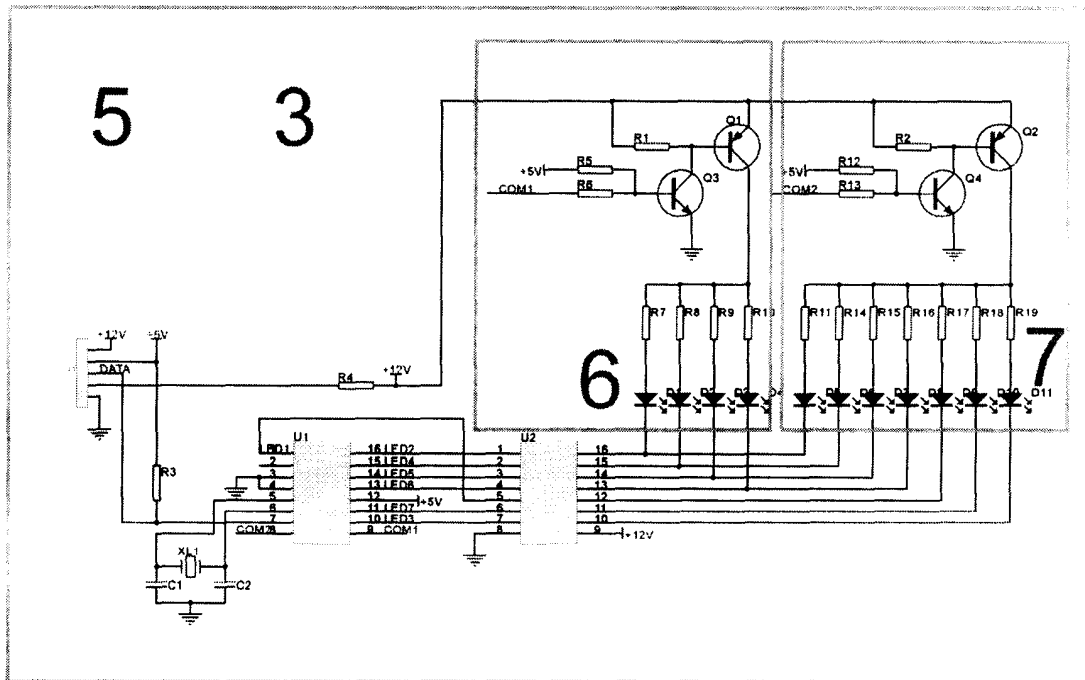 5 3
Q1 Q2
R1 R2
+5V R5 Q3 +5V R12 Q4
COM1 R6 COM2 R13
R7 R8 R9 R11 R14 R15 R16 R17 R18 R19
+12V +5V
DATA
6 7
R4 +12V
D11
U1 U2
16 LED2 1 16
2 15 LED4 2 15
3 14 LED5 3 14
4 13 LED6 4 13
5 12 +5V 5 12
6 11 LED7 6 11
7 10 LED3 7 10
8 9 COM1 8 9 +12V
R3
XL1
C1 C2